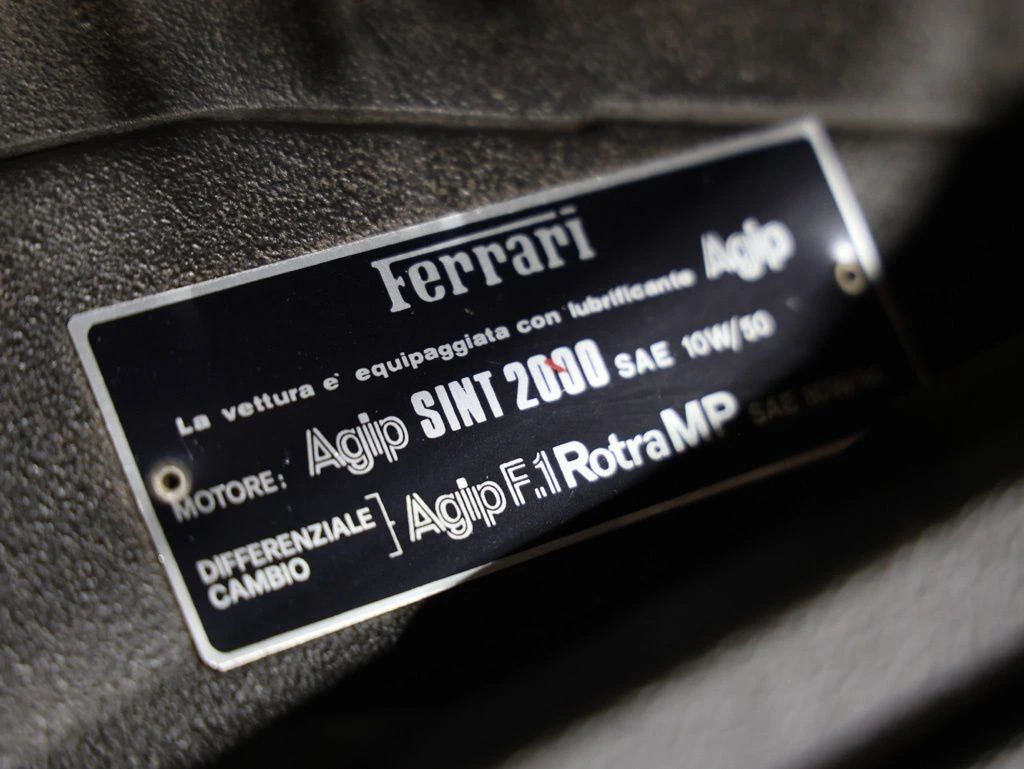 Ferrari
La vettura e' equipaggiata con lubrificante Agip
MOTORE: Agip SINT 2000 SAE 10W/50
DIFFERENZIALE
CAMBIO
Agip F.1 Rotra MP SAE